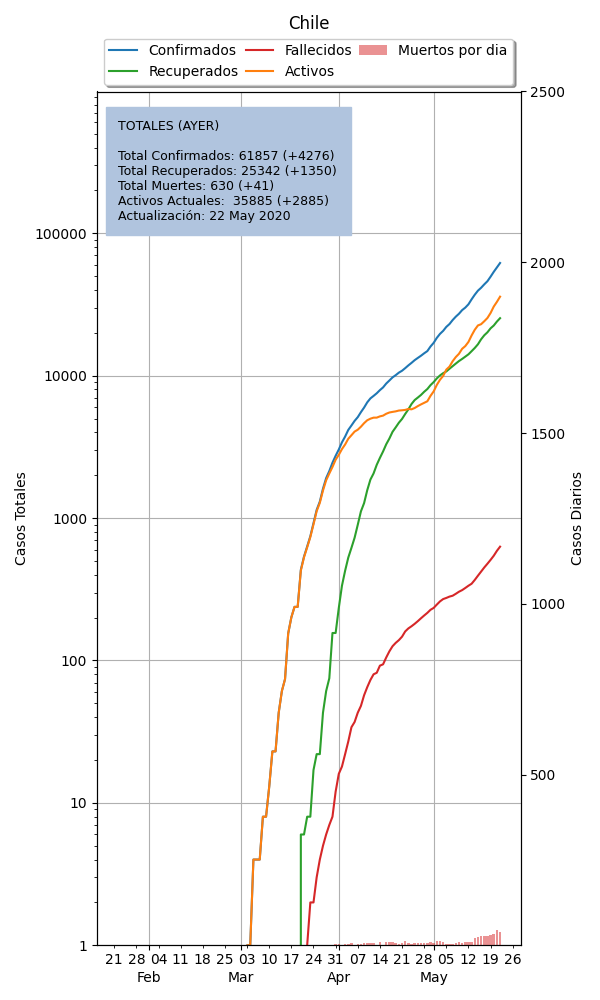 Chile
Confirmados
Recuperados
Fallecidos
Activos
Muertos por dia
TOTALES (AYER)
Total Confirmados: 61857 (+4276)
Total Recuperados: 25342 (+1350)
Total Muertes: 630 (+41)
Activos Actuales:  35885 (+2885)
Actualización: 22 May 2020
Casos Totales
100000
10000
1000
100
10
1
Casos Diarios
2500
2000
1500
1000
500
21 28 04 11 18 25 03 10 17 24 31 07 14 21 28 05 12 19 26
Feb Mar Apr May